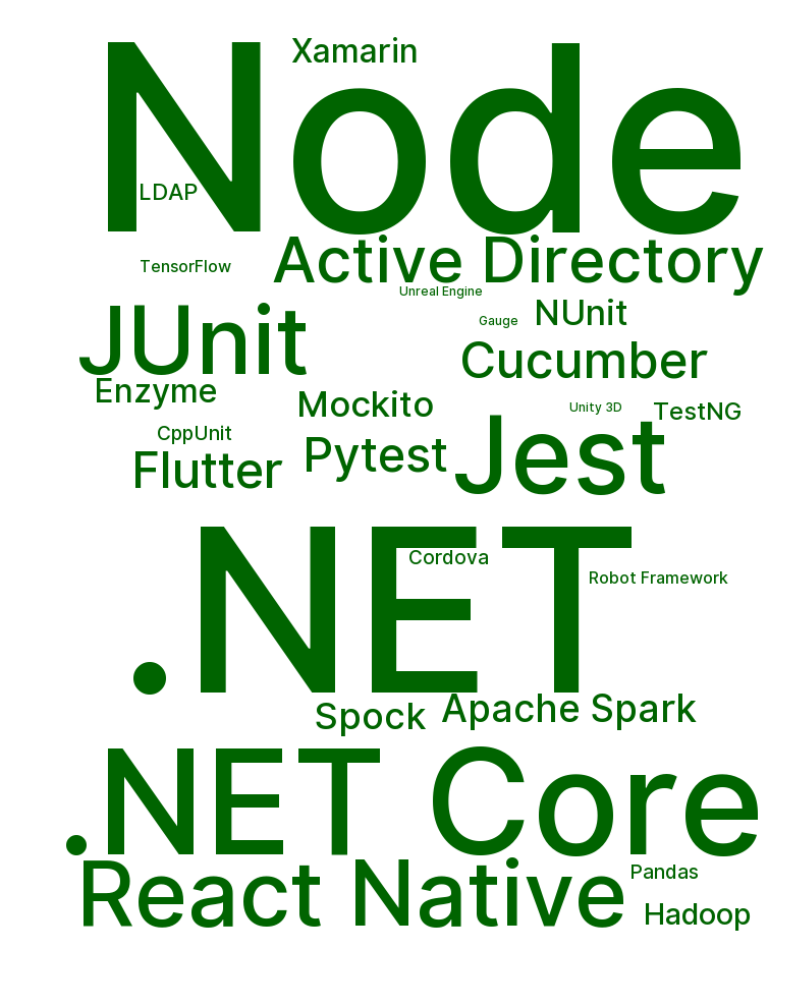 Xamarin
Node
LDAP
Active Directory
TensorFlow
Unreal Engine
Gauge
NUnit
JUnit
Cucumber
Enzyme
Mockito
Unity 3D
TestNG
CppUnit
Pytest
Jest
Flutter
.NET
Cordova
Robot Framework
Spock
Apache Spark
.NET Core
React Native
Pandas
Hadoop